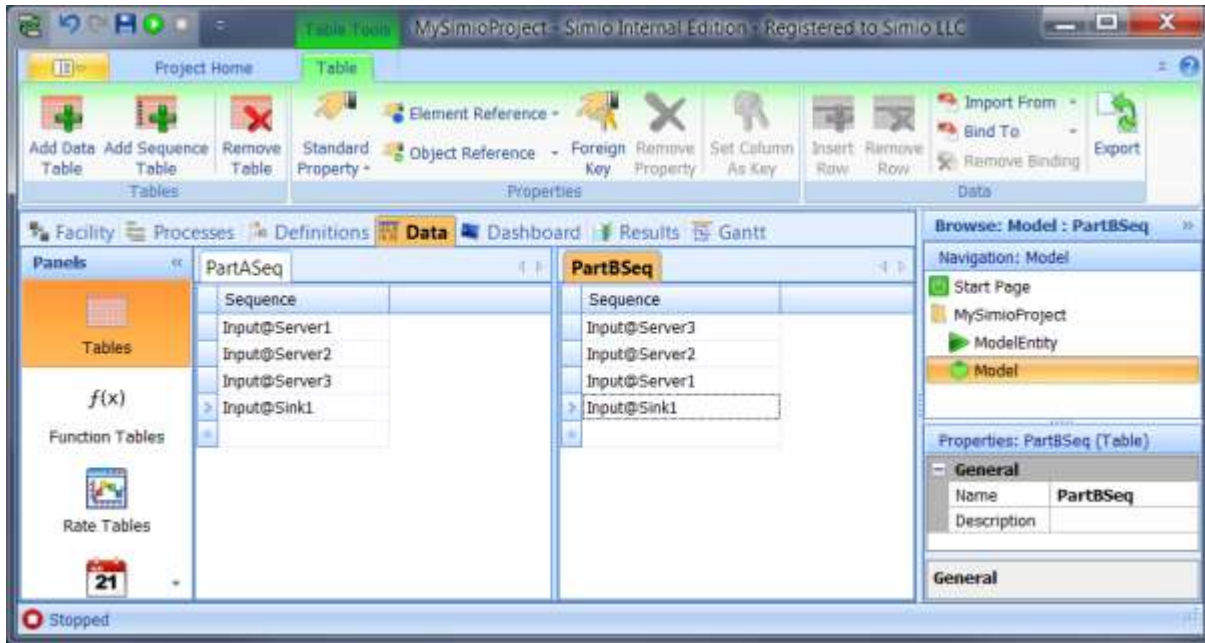 Table Tools MySimioProject - Simio Internal Edition - Registered to Simio LLC
Project Home Table
Add Data Table
Add Sequence Table
Remove Table
Tables
Standard Property
Element Reference
Object Reference
Foreign Key
Remove Property
Set Column As Key
Properties
Insert Row
Remove Row
Import From
Bind To
Remove Binding
Export
Data
Facility Processes Definitions Data Dashboard Results Gantt
Panels
Tables
f(x)
Function Tables
Rate Tables
21
PartASeq
Sequence
Input@Server1
Input@Server2
Input@Server3
Input@Sink1
PartBSeq
Sequence
Input@Server3
Input@Server2
Input@Server1
Input@Sink1
Browse: Model : PartBSeq
Navigation: Model
Start Page
MySimioProject
ModelEntity
Model
Properties: PartBSeq (Table)
General
Name PartBSeq
Description
General
Stopped